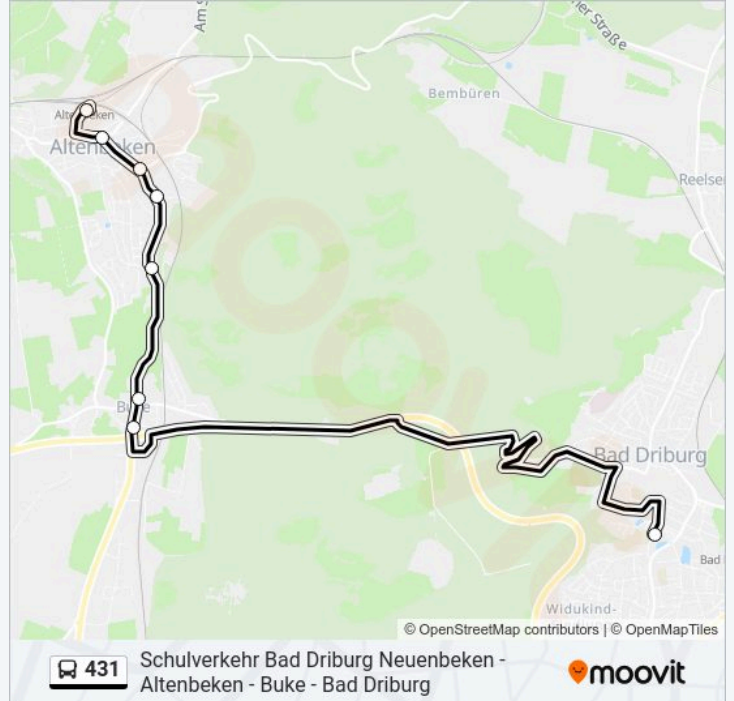 Am S
ner Straße
Bembüren
Altenbeken
Altenbeken
Reelse
Buke
Bad Driburg
Bad
Widukind-
© OpenStreetMap contributors | © OpenMapTiles
431
Schulverkehr Bad Driburg Neuenbeken -
Altenbeken - Buke - Bad Driburg
moovit